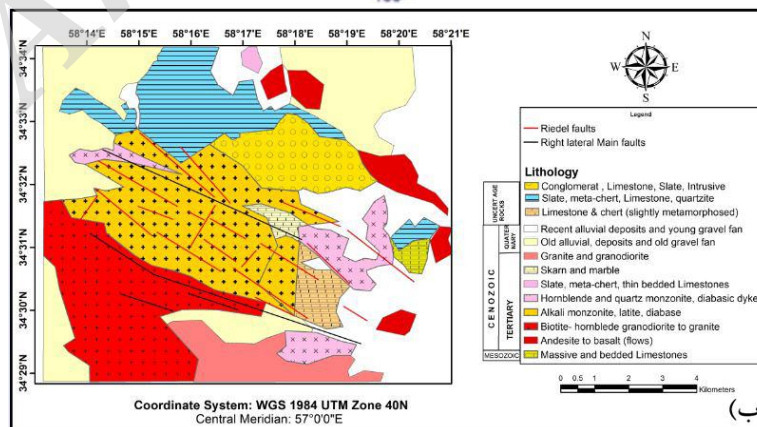 58°14'E 58°15'E 58°16'E 58°17'E 58°18'E 58°19'E 58°20'E 58°21'E
34°34'N
34°33'N
34°32'N
34°31'N
34°30'N
34°29'N
N
W E
S
Legend
Riedel faults
Right lateral Main faults
Lithology
Conglomerat , Limestone, Slate, Intrusive
Slate, meta-chert, Limestone, quartzite
Limestone & chert (slightly metamorphosed)
Recent alluvial deposits and young gravel fan
Old alluvial, deposits and old gravel fan
Granite and granodiorite
Skarn and marble
Slate, meta-chert, thin bedded Limestones
Hornblende and quartz monzonite, diabasic dyke
Alkali monzonite, latite, diabase
Biotite- hornblede granodiorite to granite
Andesite to basalt (flows)
Massive and bedded Limestones
UNCERT AGE
ROCKS
QUATER
NARY
CENOZOIC
TERTIARY
MESOZOIC
0 0.5 1 2 3 4
Kilometers
Coordinate System: WGS 1984 UTM Zone 40N
Central Meridian: 57°0'0"E
ب)